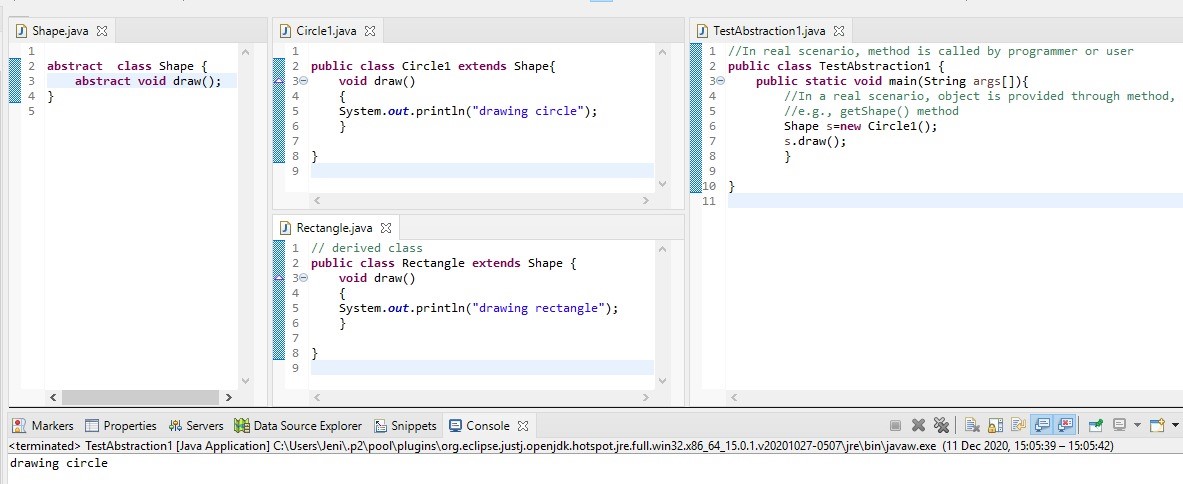 Shape.java
1
2 abstract  class Shape {
3     abstract void draw();
4 }
5
Circle1.java
1
2 public class Circle1 extends Shape{
3     void draw()
4     {
5     System.out.println("drawing circle");
6     }
7
8 }
9
Rectangle.java
1 // derived class
2 public class Rectangle extends Shape {
3     void draw()
4     {
5     System.out.println("drawing rectangle");
6     }
7
8 }
9
TestAbstraction1.java
1 //In real scenario, method is called by programmer or user
2 public class TestAbstraction1 {
3     public static void main(String args[]){
4         //In a real scenario, object is provided through method,
5         //e.g., getShape() method
6         Shape s=new Circle1();
7         s.draw();
8         }
9
10 }
11
Markers Properties Servers Data Source Explorer Snippets Console
<terminated> TestAbstraction1 [Java Application] C:\Users\Jeni\.p2\pool\plugins\org.eclipse.justj.openjdk.hotspot.jre.full.win32.x86_64_15.0.1.v20201027-0507\jre\bin\javaw.exe  (11 Dec 2020, 15:05:39 – 15:05:42)
drawing circle